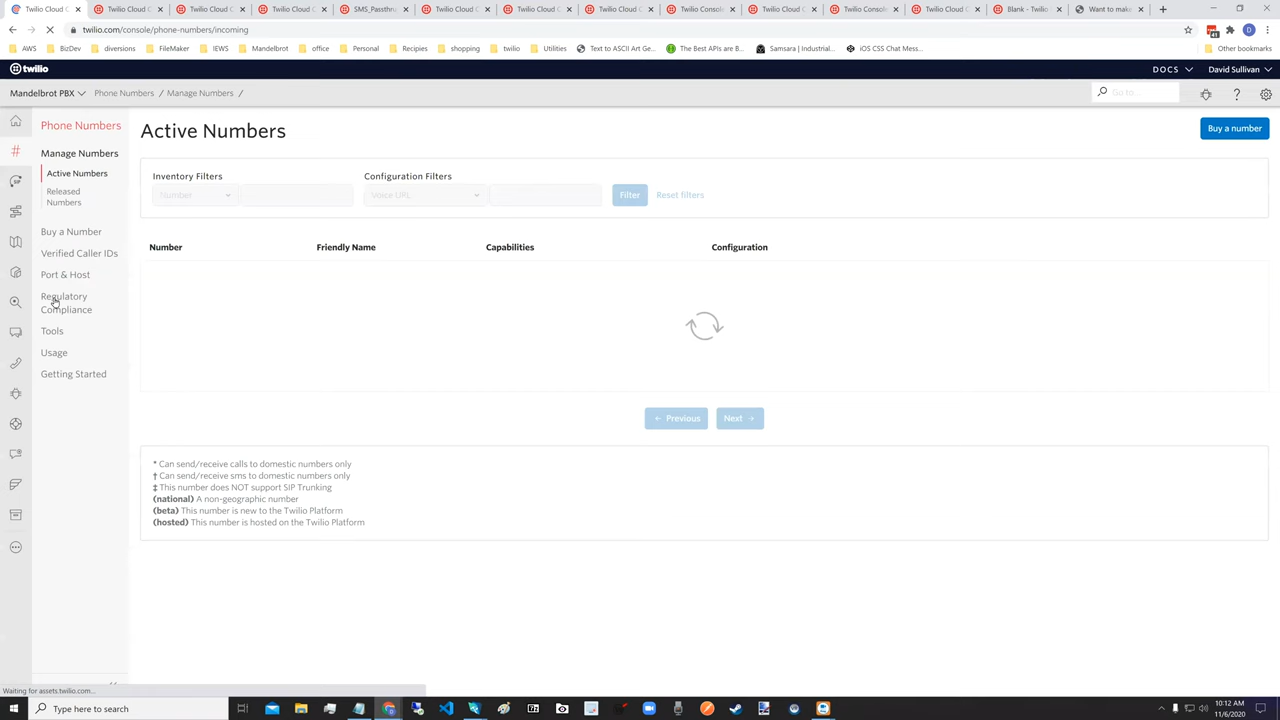 Twilio Cloud C
Twilio Cloud C
Twilio Cloud C
Twilio Cloud C
SMS_Passthru
Twilio Cloud C
Twilio Cloud C
Twilio Cloud C
Twilio Conso
Twilio Cloud C
Twilio Conso
Twilio Cloud C
Blank - Twilio
Want to make
twilio.com/console/phone-numbers/incoming
AWS
BizDev
diversions
FileMaker
IEWS
Mandelbrot
office
Personal
Recipies
shopping
twilio
Utilities
Text to ASCII Art Ge...
The Best APIs are B...
Samsara | Industrial...
iOS CSS Chat Mess...
Other bookmarks
twilio
DOCS
David Sullivan
Mandelbrot PBX
Phone Numbers / Manage Numbers /
Go to...
Phone Numbers
Manage Numbers
Active Numbers
Released
Numbers
Buy a Number
Verified Caller IDs
Port & Host
Regulatory
Compliance
Tools
Usage
Getting Started
Active Numbers
Buy a number
Inventory Filters
Configuration Filters
Number
Voice URL
Filter
Reset filters
Number
Friendly Name
Capabilities
Configuration
← Previous
Next →
* Can send/receive calls to domestic numbers only
† Can send/receive sms to domestic numbers only
‡ This number does NOT support SIP Trunking
(national) A non-geographic number
(beta) This number is new to the Twilio Platform
(hosted) This number is hosted on the Twilio Platform
Waiting for assets.twilio.com...
Type here to search
10:12 AM
11/6/2020